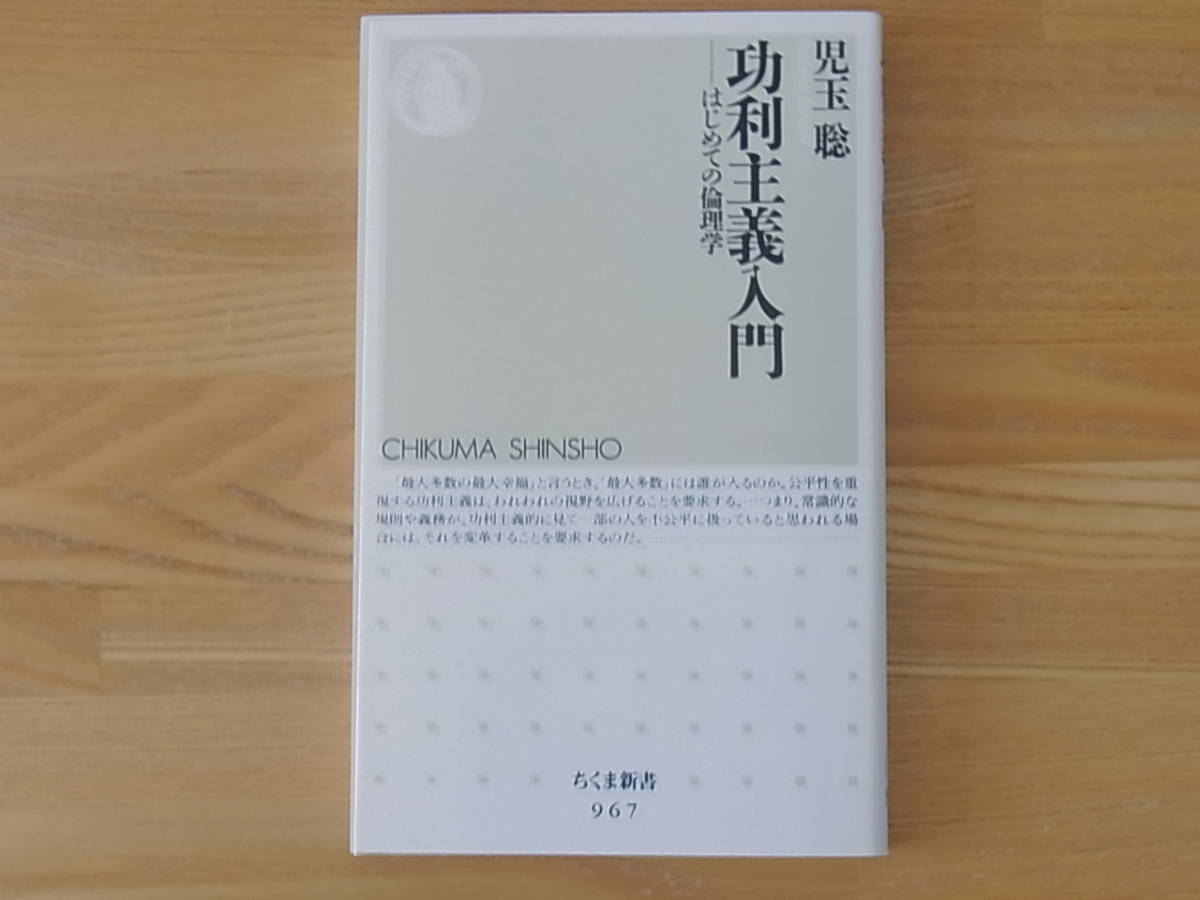 児玉 聡
功利主義入門
──はじめての倫理学
CHIKUMA SHINSHO
「最大多数の最大幸福」と言うとき、「最大多数」には誰が入るのか。公平性を重
視する功利主義は、われわれの視野を広げることを要求する。…つまり、常識的な
規則や義務が、功利主義的に見て一部の人を不公平に扱っていると思われる場
合には、それを変革することを要求するのだ。
ちくま新書
967